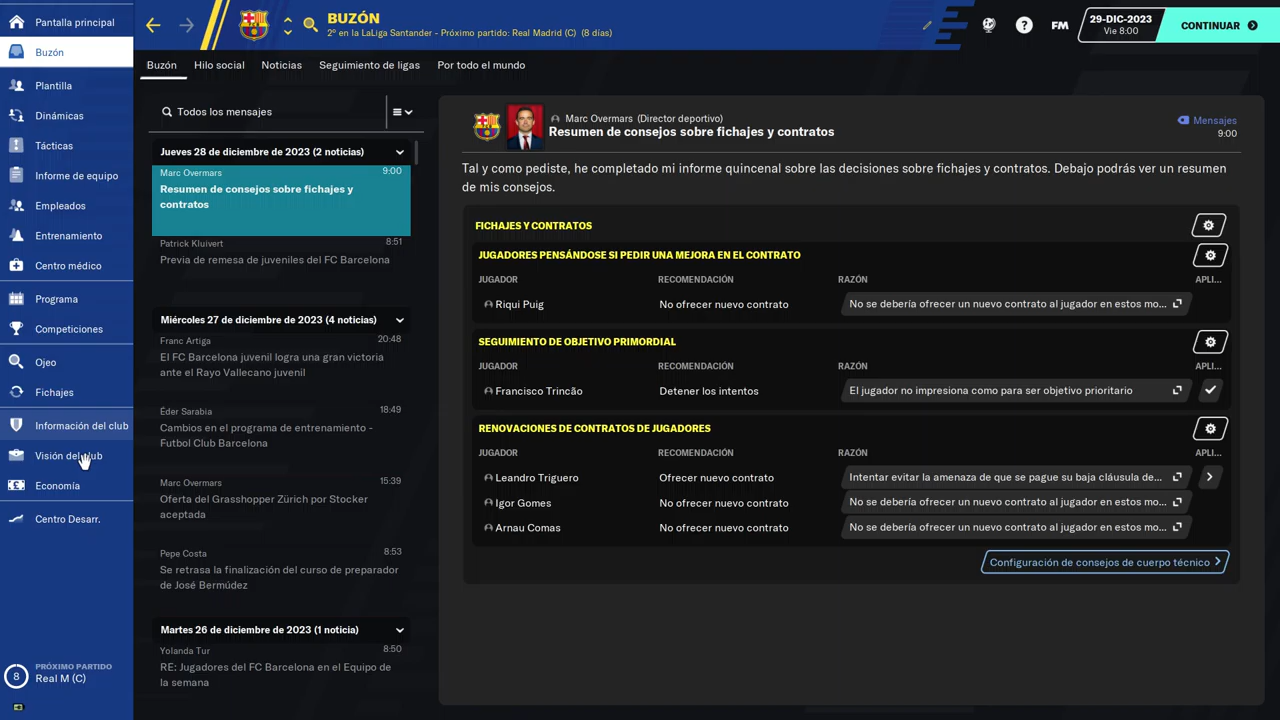 Pantalla principal
Buzón
Plantilla
Dinámicas
Tácticas
Informe de equipo
Empleados
Entrenamiento
Centro médico
Programa
Competiciones
Ojeo
Fichajes
Información del club
Visión del club
Economía
Centro Desarr.
8
PRÓXIMO PARTIDO
Real M (C)
BUZÓN
2º en la LaLiga Santander - Próximo partido: Real Madrid (C) (8 días)
FM
29-DIC-2023
Vie 8:00
CONTINUAR
Buzón
Hilo social
Noticias
Seguimiento de ligas
Por todo el mundo
Todos los mensajes
Jueves 28 de diciembre de 2023 (2 noticias)
Marc Overmars 9:00
Resumen de consejos sobre fichajes y
contratos
Patrick Kluivert 8:51
Previa de remesa de juveniles del FC Barcelona
Miércoles 27 de diciembre de 2023 (4 noticias)
Franc Artiga 20:48
El FC Barcelona juvenil logra una gran victoria
ante el Rayo Vallecano juvenil
Éder Sarabia 18:49
Cambios en el programa de entrenamiento -
Futbol Club Barcelona
Marc Overmars 15:39
Oferta del Grasshopper Zürich por Stocker
aceptada
Pepe Costa 8:53
Se retrasa la finalización del curso de preparador
de José Bermúdez
Martes 26 de diciembre de 2023 (1 noticia)
Yolanda Tur 8:50
RE: Jugadores del FC Barcelona en el Equipo de
la semana
Marc Overmars (Director deportivo)
Resumen de consejos sobre fichajes y contratos
Mensajes
9:00
Tal y como pediste, he completado mi informe quincenal sobre las decisiones sobre fichajes y contratos. Debajo podrás ver un resumen
de mis consejos.
FICHAJES Y CONTRATOS
JUGADORES PENSÁNDOSE SI PEDIR UNA MEJORA EN EL CONTRATO
JUGADOR RECOMENDACIÓN RAZÓN APLI...
Riqui Puig No ofrecer nuevo contrato No se debería ofrecer un nuevo contrato al jugador en estos mo...
SEGUIMIENTO DE OBJETIVO PRIMORDIAL
JUGADOR RECOMENDACIÓN RAZÓN APLI...
Francisco Trincão Detener los intentos El jugador no impresiona como para ser objetivo prioritario
RENOVACIONES DE CONTRATOS DE JUGADORES
JUGADOR RECOMENDACIÓN RAZÓN APLI...
Leandro Triguero Ofrecer nuevo contrato Intentar evitar la amenaza de que se pague su baja cláusula de...
Igor Gomes No ofrecer nuevo contrato No se debería ofrecer un nuevo contrato al jugador en estos mo...
Arnau Comas No ofrecer nuevo contrato No se debería ofrecer un nuevo contrato al jugador en estos mo...
Configuración de consejos de cuerpo técnico